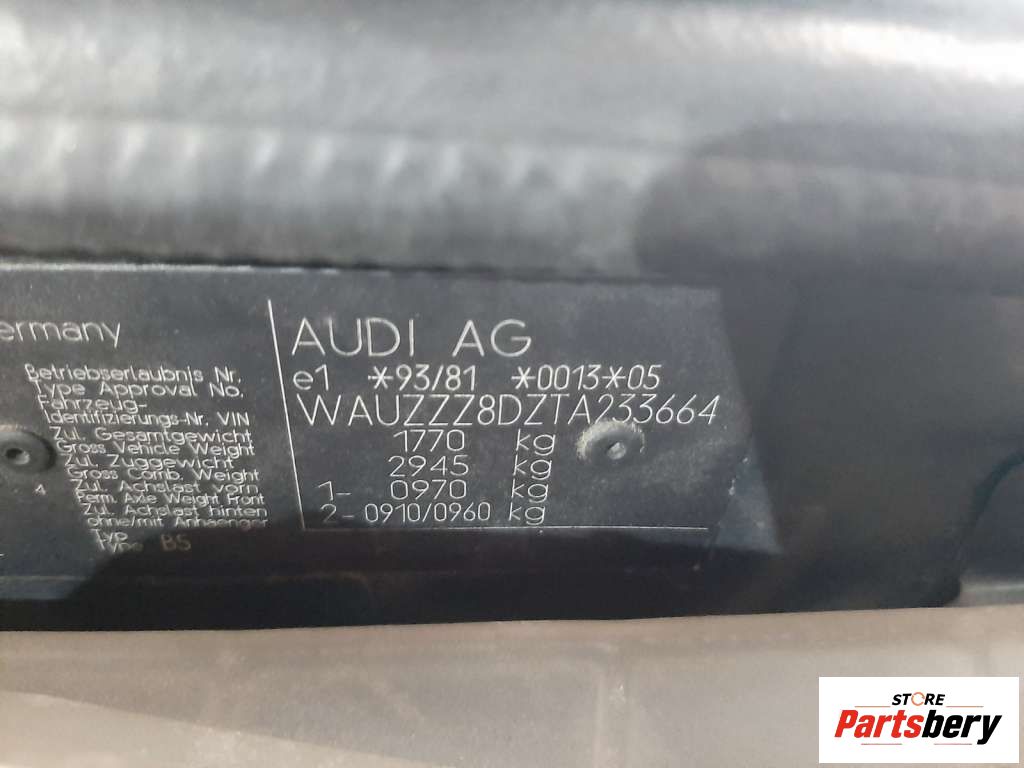 ermany
Betriebserlaubnis Nr.
Type Approval No.
Fahrzeug-
Identifizierungs-Nr. VIN
Zul. Gesamtgewicht
Gross Vehicle Weight
Zul. Zuggewicht
Gross Comb. Weight
Zul. Achslast vorn
Perm. Axle Weight Front
Zul. Achslast hinten
ohne/mit Anhaenger
Typ
Type B5
4
AUDI AG
e1 *93/81 *0013*05
WAUZZZ8DZTA233664
1770 kg
2945 kg
1- 0970 kg
2- 0910/0960 kg
STORE
Partsbery